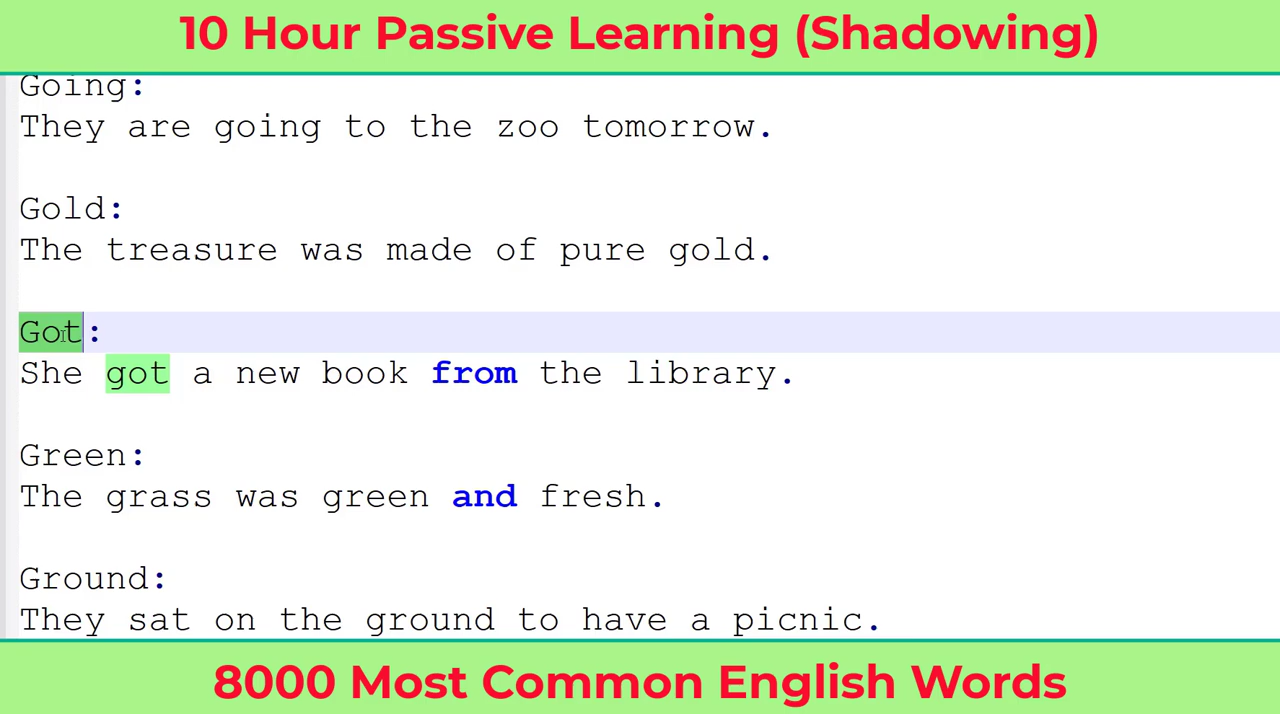 10 Hour Passive Learning (Shadowing)
Going:
They are going to the zoo tomorrow.
Gold:
The treasure was made of pure gold.
Got:
She got a new book from the library.
Green:
The grass was green and fresh.
Ground:
They sat on the ground to have a picnic.
8000 Most Common English Words